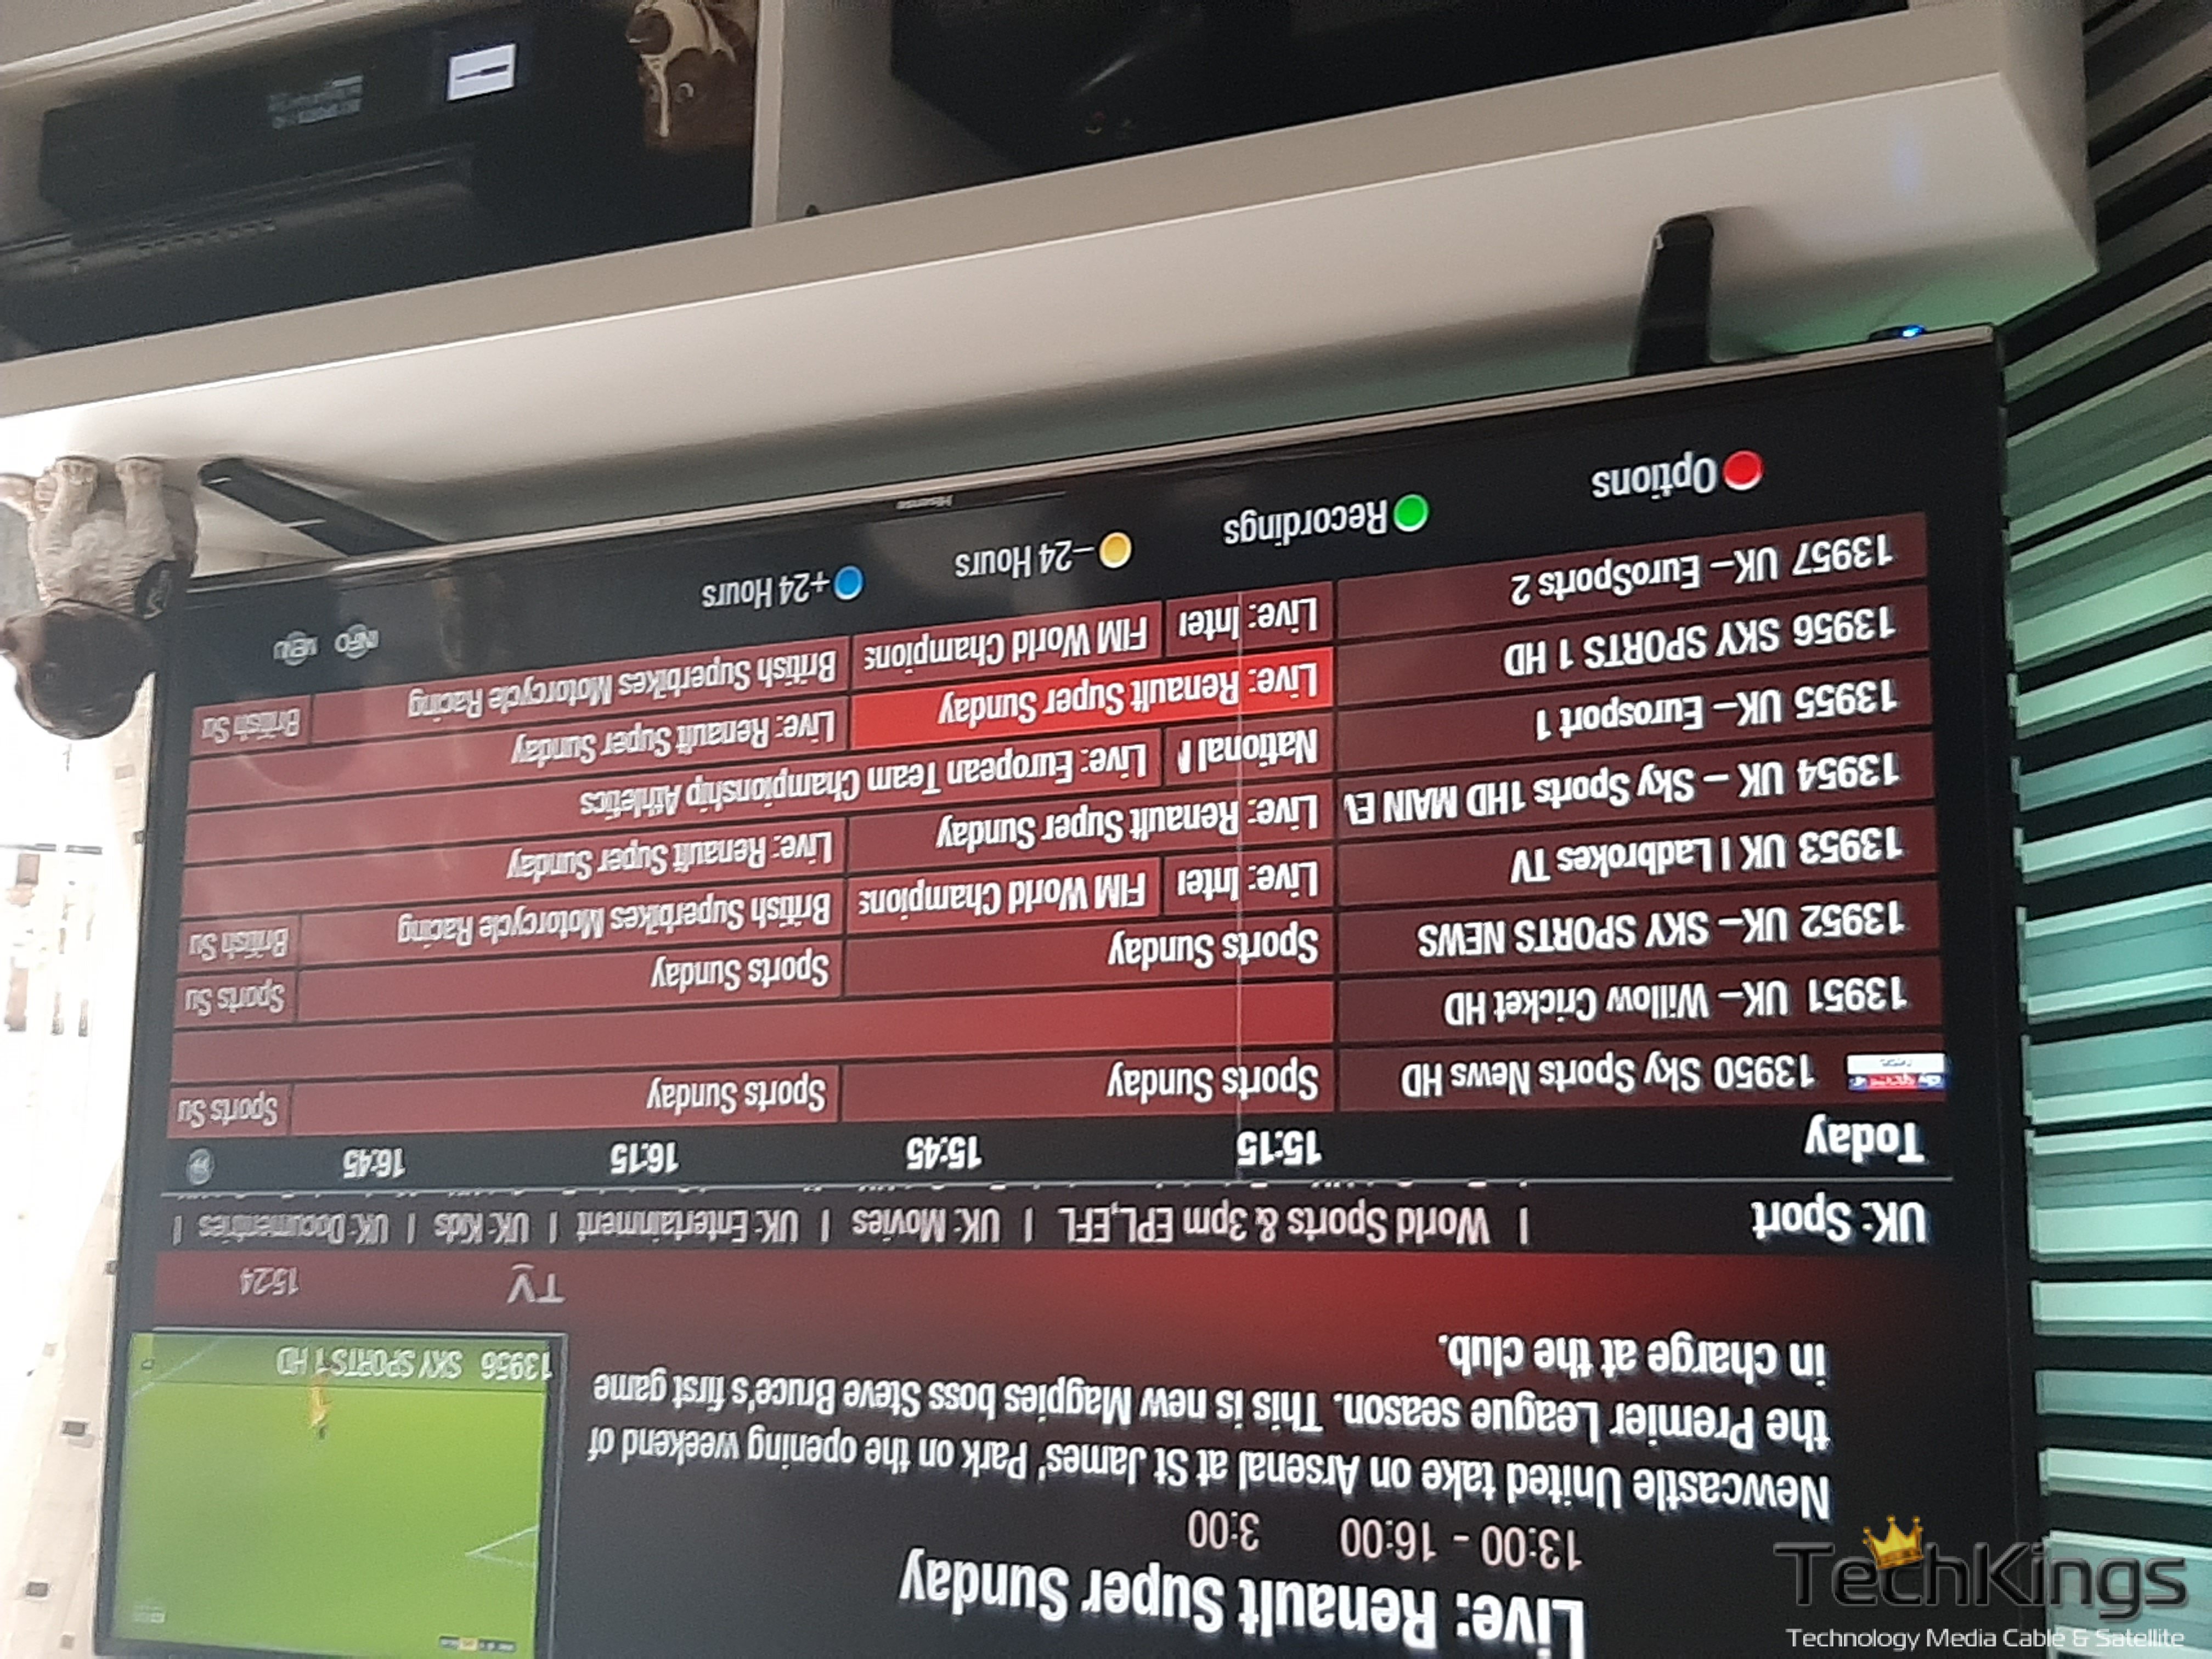 Live: Renault Super Sunday
13:00 - 16:00 3:00
Newcastle United take on Arsenal at St James' Park on the opening weekend of
the Premier League season. This is new Magpies boss Steve Bruce's first game
in charge at the club.
13956 SKY SPORTS 1 HD
TV 15:24
UK: Sport | World Sports & 3pm EPL,EFL | UK: Movies | UK: Entertainment | UK: Kids | UK: Documentries |
Today 15:15 15:45 16:15 16:45
13950 Sky Sports News HD Sports Sunday Sports Sunday Sports Su
13951 UK- Willow Cricket HD
13952 UK- SKY SPORTS NEWS Sports Sunday Sports Sunday Sports Su
13953 UK | Ladbrokes TV Live: Inter FIM World Champions British Superbikes Motorcycle Racing British Su
13954 UK - Sky Sports 1HD MAIN EV Live: Renault Super Sunday Live: Renault Super Sunday
13955 UK- Eurosport 1 National Live: European Team Championship Athletics
13956 SKY SPORTS 1 HD Live: Renault Super Sunday Live: Renault Super Sunday
13957 UK- EuroSports 2 Live: Inter FIM World Champions British Superbikes Motorcycle Racing British Su
Options Recordings -24 Hours +24 Hours INFO MENU
Hisense
TechKings
Technology Media Cable & Satellite